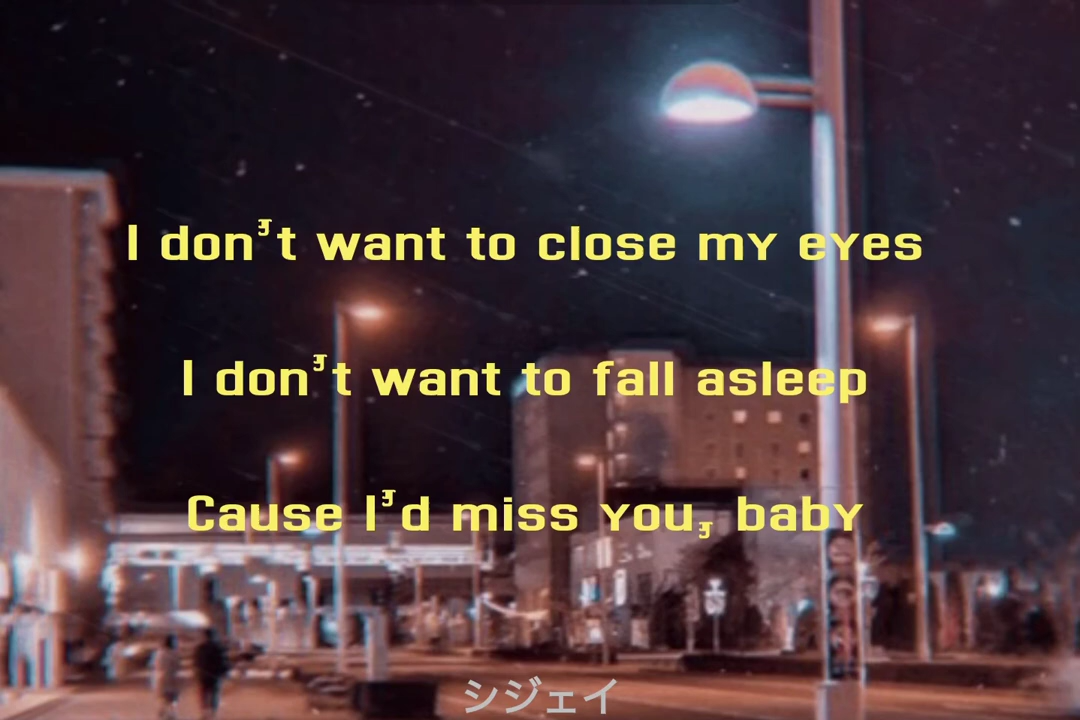 I don't want to close my eyes
I don't want to fall asleep
Cause I'd miss you, baby
シジェイ